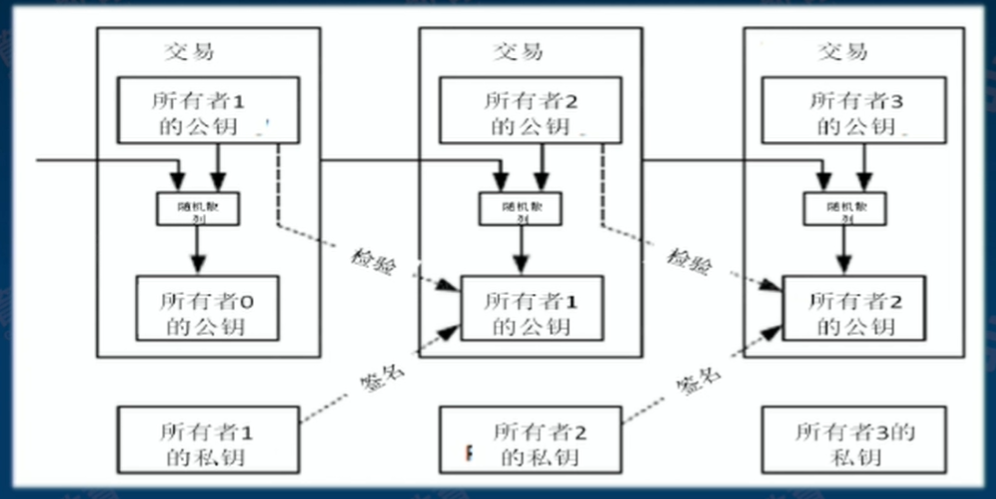 交易
所有者1
的公钥
随机散
列
所有者0
的公钥
所有者1
的私钥
交易
所有者2
的公钥
随机散
列
所有者1
的公钥
所有者2
的私钥
交易
所有者3
的公钥
随机散
列
所有者2
的公钥
所有者3的
私钥
检验
签名
检验
签名